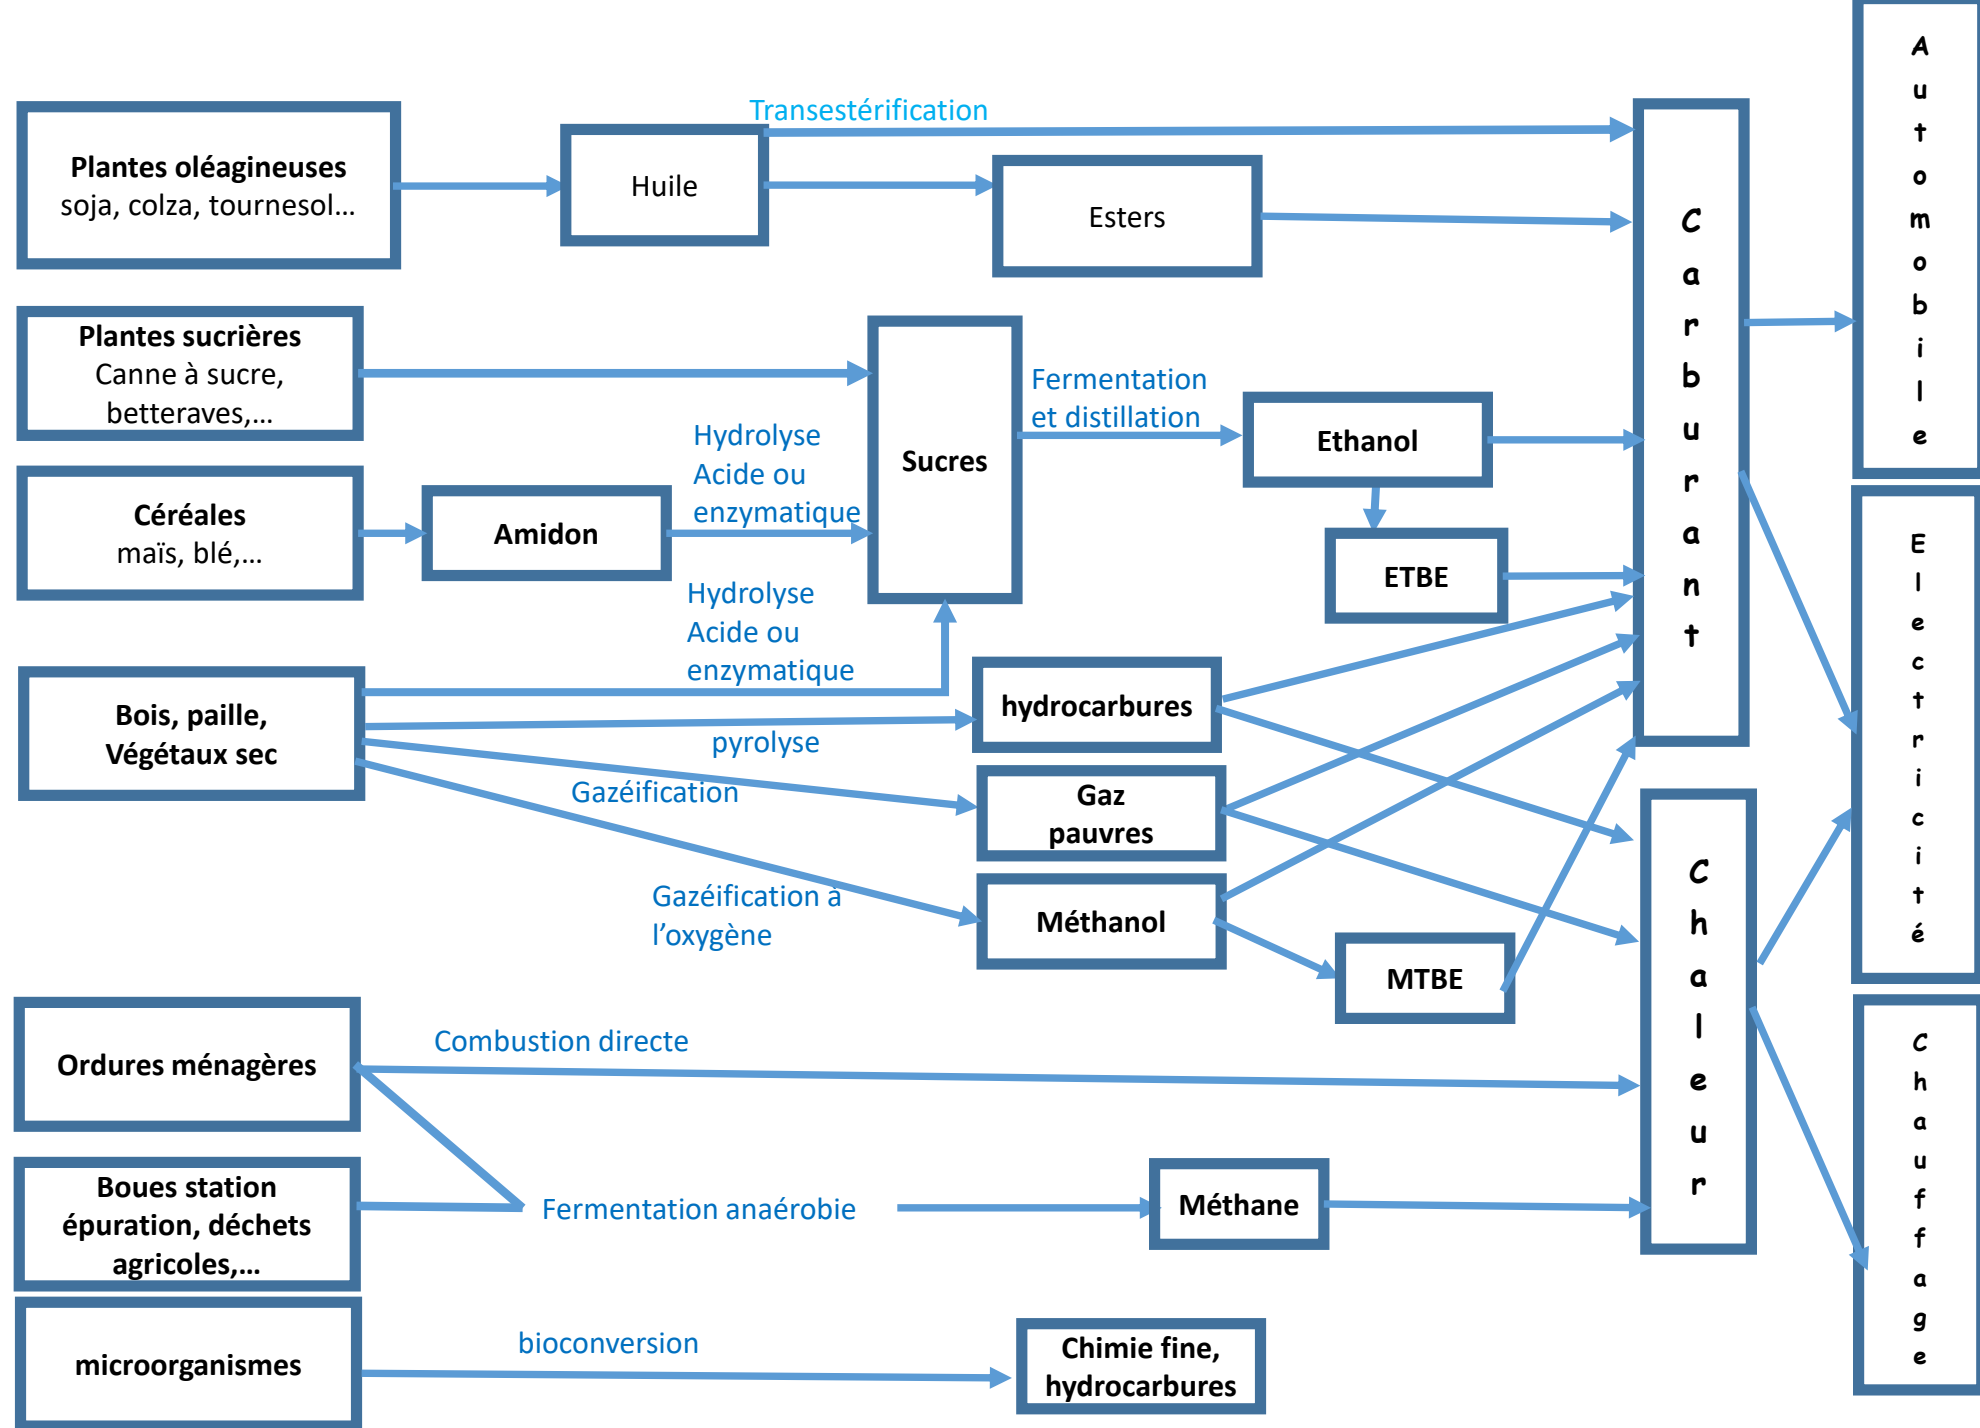 Transestérification
Plantes oléagineuses
soja, colza, tournesol...
Huile
Esters
Plantes sucrières
Canne à sucre,
betteraves,...
Hydrolyse
Acide ou
enzymatique
Sucres
Fermentation
et distillation
Ethanol
Céréales
maïs, blé,...
Amidon
ETBE
Hydrolyse
Acide ou
enzymatique
Bois, paille,
Végétaux sec
hydrocarbures
pyrolyse
Gazéification
Gaz
pauvres
Gazéification à
l'oxygène
Méthanol
MTBE
Ordures ménagères
Combustion directe
Boues station
épuration, déchets
agricoles,...
Fermentation anaérobie
Méthane
microorganismes
bioconversion
Chimie fine,
hydrocarbures
Carburant
Chaleur
Automobile
Electricité
Chauffage